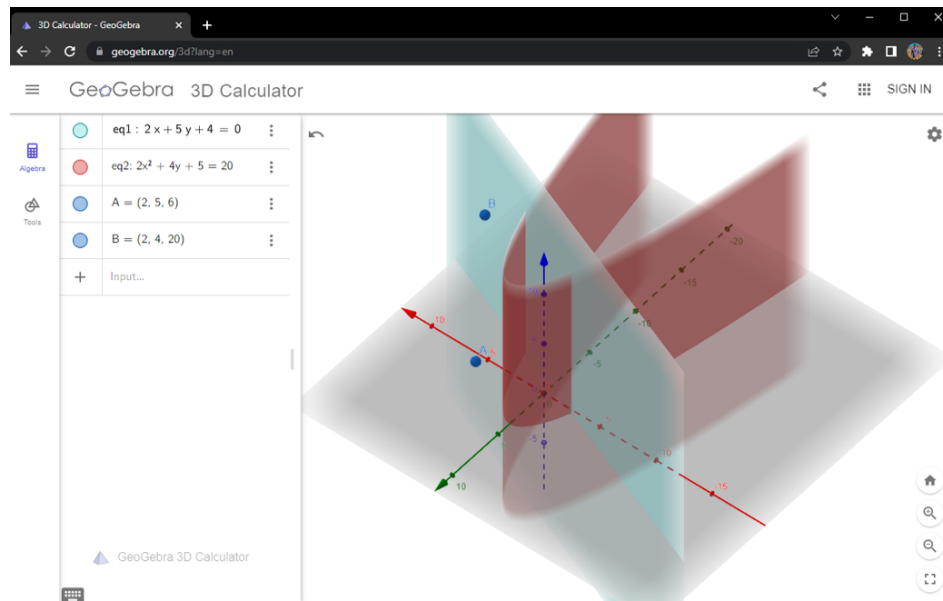 3D Calculator - GeoGebra
geogebra.org/3d?lang=en
GeoGebra 3D Calculator
SIGN IN
Algebra
Tools
eq1 : 2 x + 5 y + 4 = 0
eq2: 2x² + 4y + 5 = 20
A = (2, 5, 6)
B = (2, 4, 20)
+ Input...
GeoGebra 3D Calculator
B
-20
-15
10
10
-10
A
-5
-5
-10
-15
10